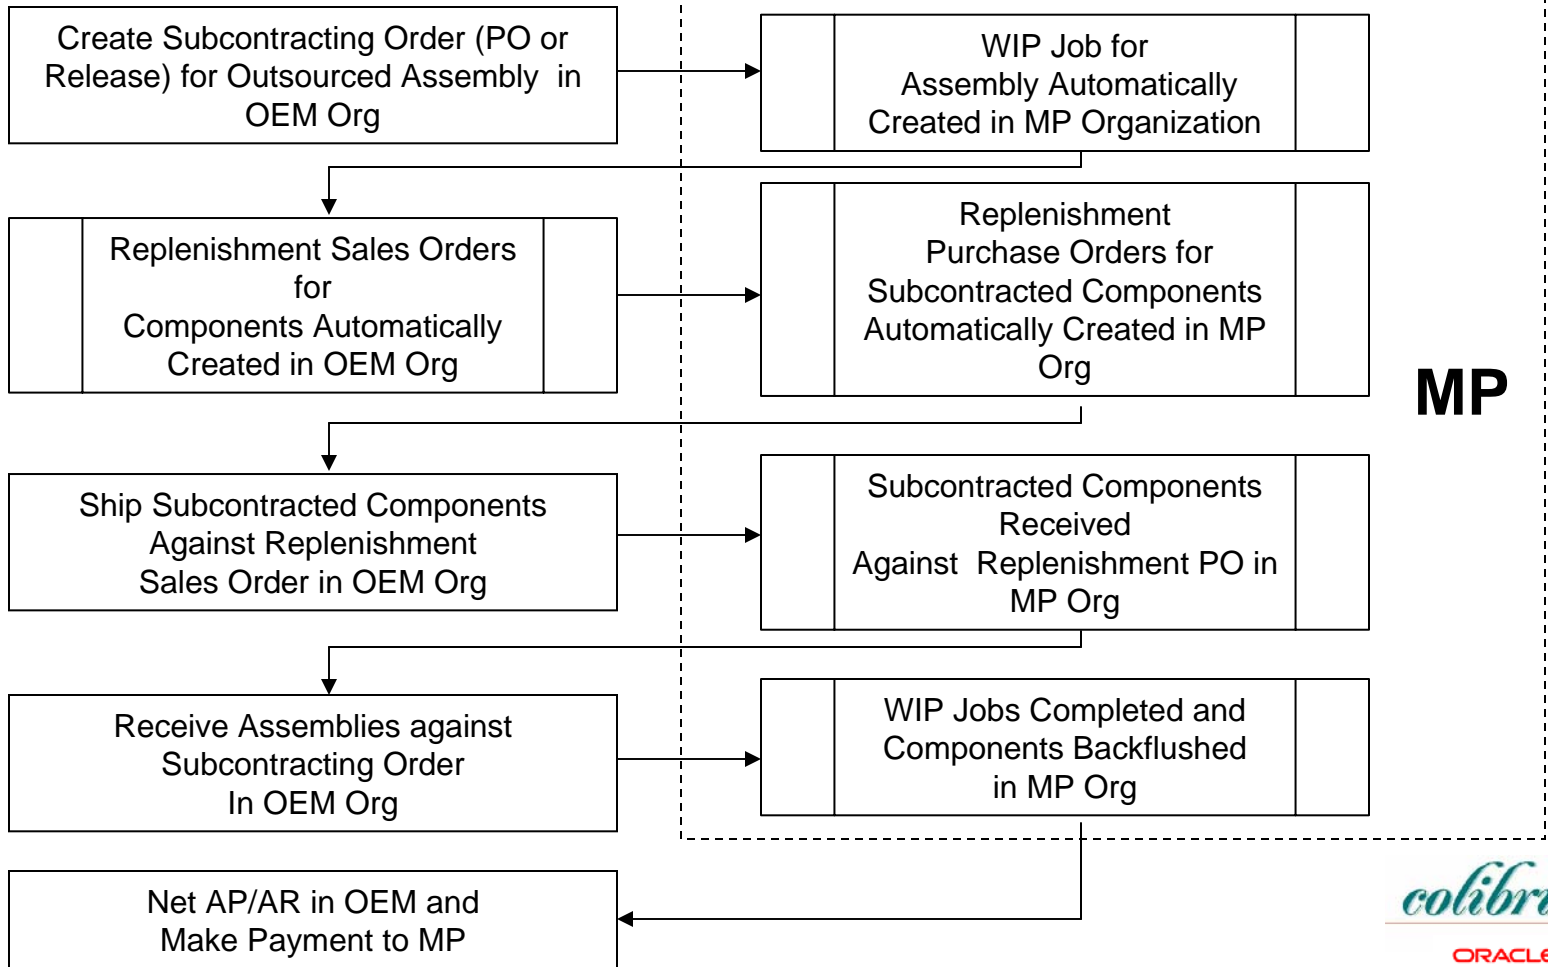 Create Subcontracting Order (PO or
Release) for Outsourced Assembly in
OEM Org
WIP Job for
Assembly Automatically
Created in MP Organization
Replenishment Sales Orders
for
Components Automatically
Created in OEM Org
Replenishment
Purchase Orders for
Subcontracted Components
Automatically Created in MP
Org
MP
Ship Subcontracted Components
Against Replenishment
Sales Order in OEM Org
Subcontracted Components
Received
Against Replenishment PO in
MP Org
Receive Assemblies against
Subcontracting Order
In OEM Org
WIP Jobs Completed and
Components Backflushed
in MP Org
Net AP/AR in OEM and
Make Payment to MP
colibri
ORACLE